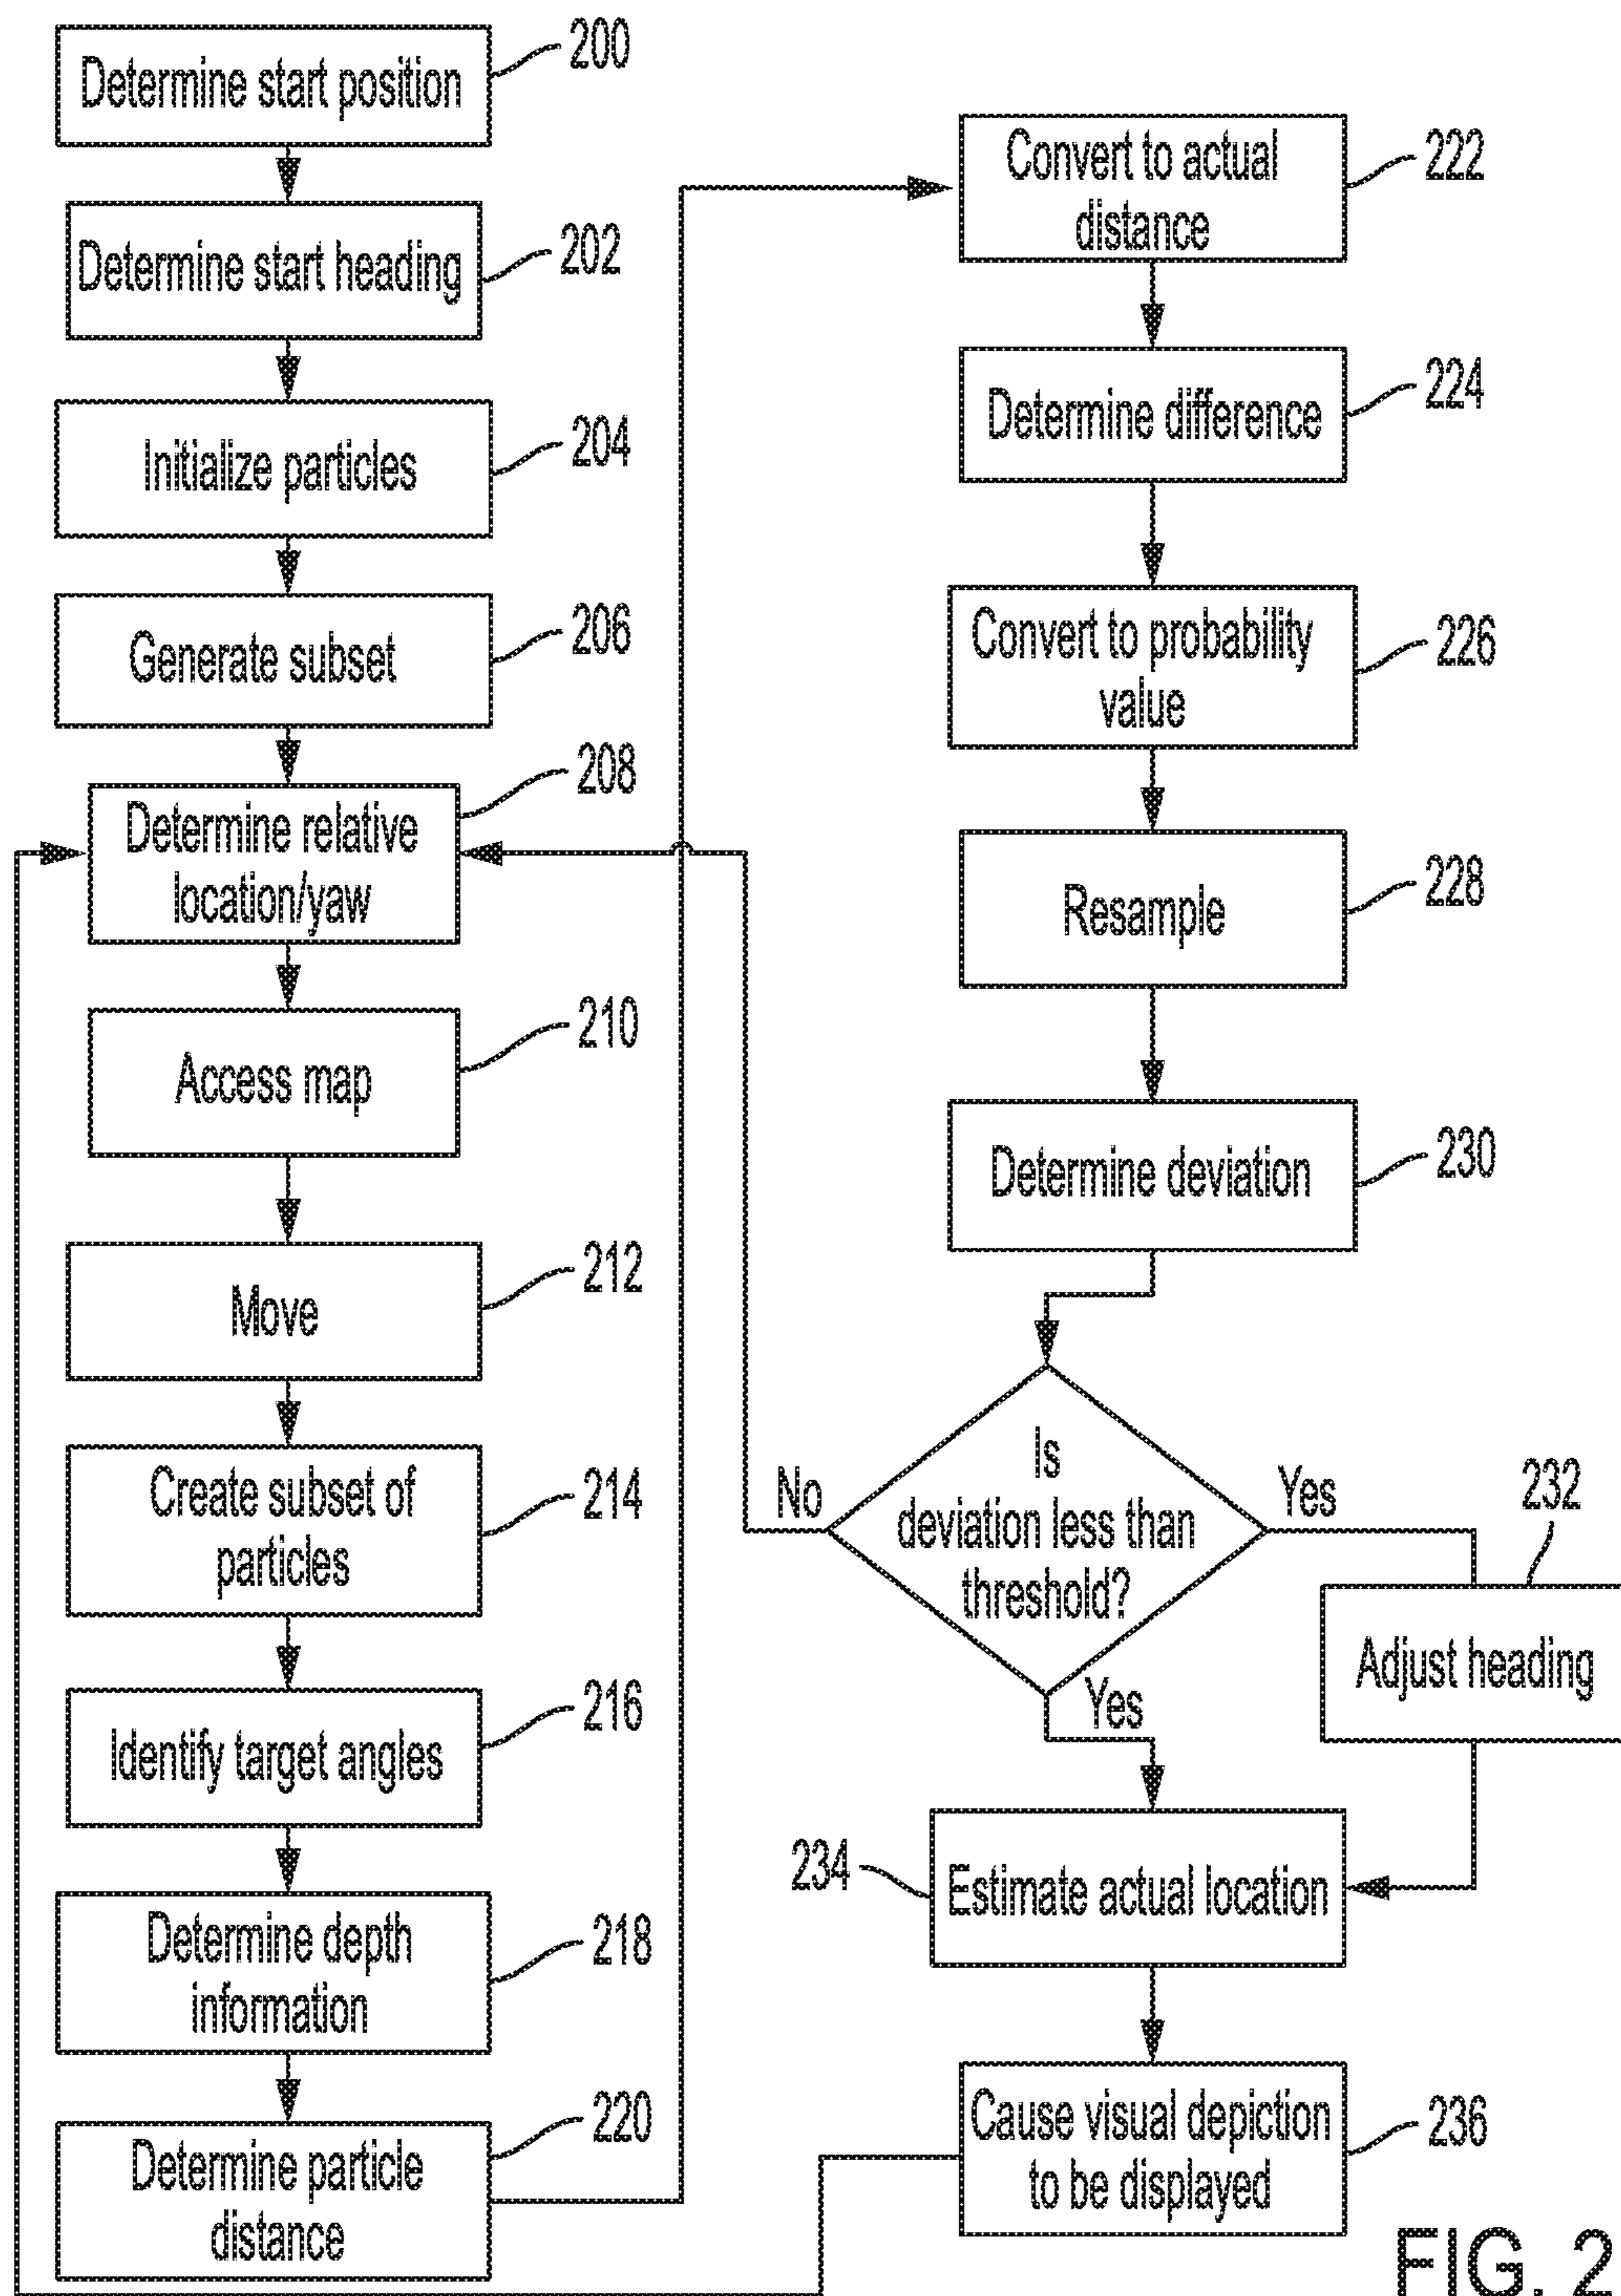 Determine start position
200
Determine start heading
202
Initialize particles
204
Generate subset
206
Determine relative
location/yaw
208
Access map
210
Move
212
Create subset of
particles
214
Identify target angles
216
Determine depth
information
218
Determine particle
distance
220
Convert to actual
distance
222
Determine difference
224
Convert to probability
value
226
Resample
228
Determine deviation
230
Is
deviation less than
threshold?
No
Yes
Yes
232
Adjust heading
234
Estimate actual location
Cause visual depiction
to be displayed
236
FIG. 2